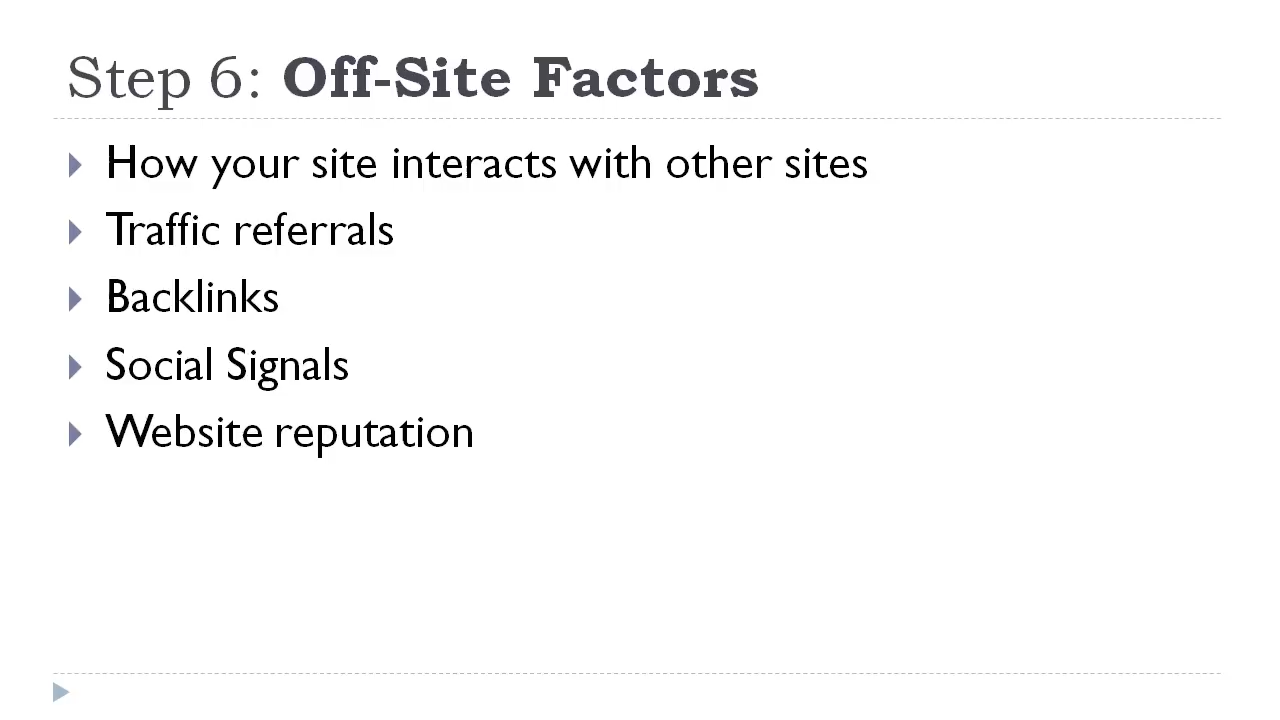 Step 6: Off-Site Factors
How your site interacts with other sites
Traffic referrals
Backlinks
Social Signals
Website reputation